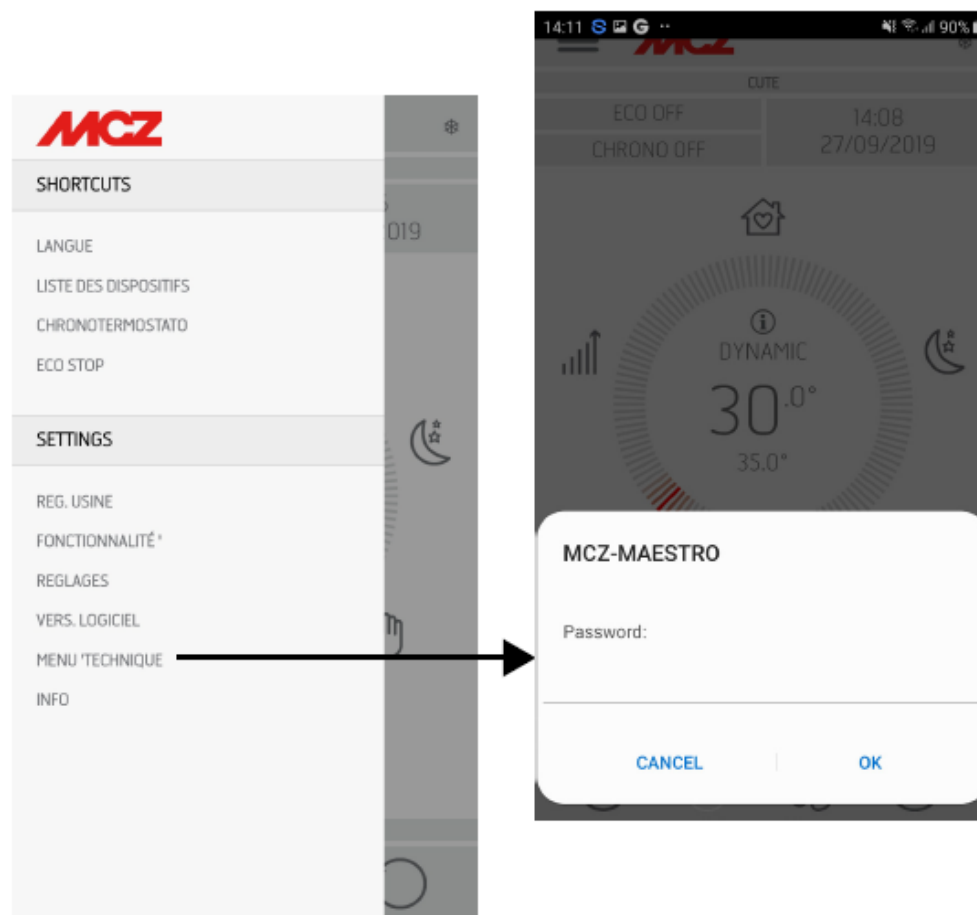 MCZ
SHORTCUTS
LANGUE
LISTE DES DISPOSITIFS
CHRONOTERMOSTATO
ECO STOP
SETTINGS
REG. USINE
FONCTIONNALITÉ '
REGLAGES
VERS. LOGICIEL
MENU 'TECHNIQUE
INFO
019
14:11
G
90%
MCZ
CUTE
ECO OFF
CHRONO OFF
14:08
27/09/2019
DYNAMIC
30.0°
35.0°
MCZ-MAESTRO
Password:
CANCEL
OK